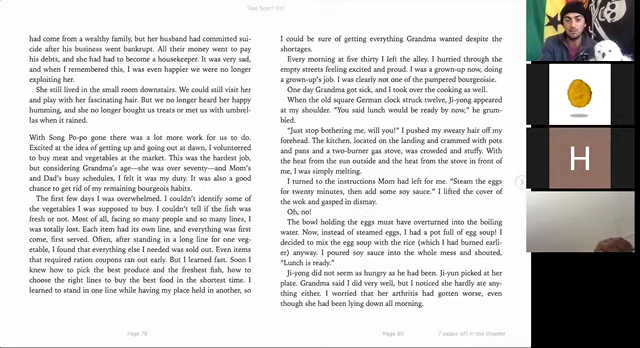 Red Scarf Girl
had come from a wealthy family, but her husband had committed sui-
cide after his business went bankrupt. All their money went to pay
his debts, and she had had to become a housekeeper. It was very sad,
and when I remembered this, I was even happier we were no longer
exploiting her.
She still lived in the small room downstairs. We could still visit her
and play with her fascinating hair. But we no longer heard her happy
humming, and she no longer bought us treats or met us with umbrel-
las when it rained.
With Song Po-po gone there was a lot more work for us to do.
Excited at the idea of getting up and going out at dawn, I volunteered
to buy meat and vegetables at the market. This was the hardest job,
but considering Grandma's age—she was over seventy—and Mom's
and Dad's busy schedules, I felt it was my duty. It was also a good
chance to get rid of my remaining bourgeois habits.
The first few days I was overwhelmed. I couldn't identify some of
the vegetables I was supposed to buy. I couldn't tell if the fish was
fresh or not. Most of all, facing so many people and so many lines, I
was totally lost. Each item had its own line, and everything was first
come, first served. Often, after standing in a long line for one veg-
etable, I found that everything else I needed was sold out. Even items
that required ration coupons ran out early. But I learned fast. Soon I
knew how to pick the best produce and the freshest fish, how to
choose the right lines to buy the best food in the shortest time. I
learned to stand in one line while having my place held in another, so
Page 79
I could be sure of getting everything Grandma wanted despite the
shortages.
Every morning at five thirty I left the alley. I hurried through the
empty streets feeling excited and proud. I was a grown-up now, doing
a grown-up's job. I was clearly not one of the pampered bourgeoisie.
One day Grandma got sick, and I took over the cooking as well.
When the old square German clock struck twelve, Ji-yong appeared
at my shoulder. "You said lunch would be ready by now," he grum-
bled.
"Just stop bothering me, will you!" I pushed my sweaty hair off my
forehead. The kitchen, located on the landing and crammed with pots
and pans and a two-burner gas stove, was crowded and stuffy. With
the heat from the sun outside and the heat from the stove in front of
me, I was simply melting.
I turned to the instructions Mom had left for me. "Steam the eggs
for twenty minutes, then add some soy sauce." I lifted the cover of
the wok and gasped in dismay.
Oh, no!
The bowl holding the eggs must have overturned into the boiling
water. Now, instead of steamed eggs, I had a pot full of egg soup! I
decided to mix the egg soup with the rice (which I had burned earli-
er) anyway. I poured soy sauce into the whole mess and shouted,
"Lunch is ready."
Ji-yong did not seem as hungry as he had been. Ji-yun picked at her
plate. Grandma said I did very well, but I noticed she hardly ate any-
thing either. I worried that her arthritis had gotten worse, even
though she had been lying down all morning.
Page 80
7 pages left in this chapter
H